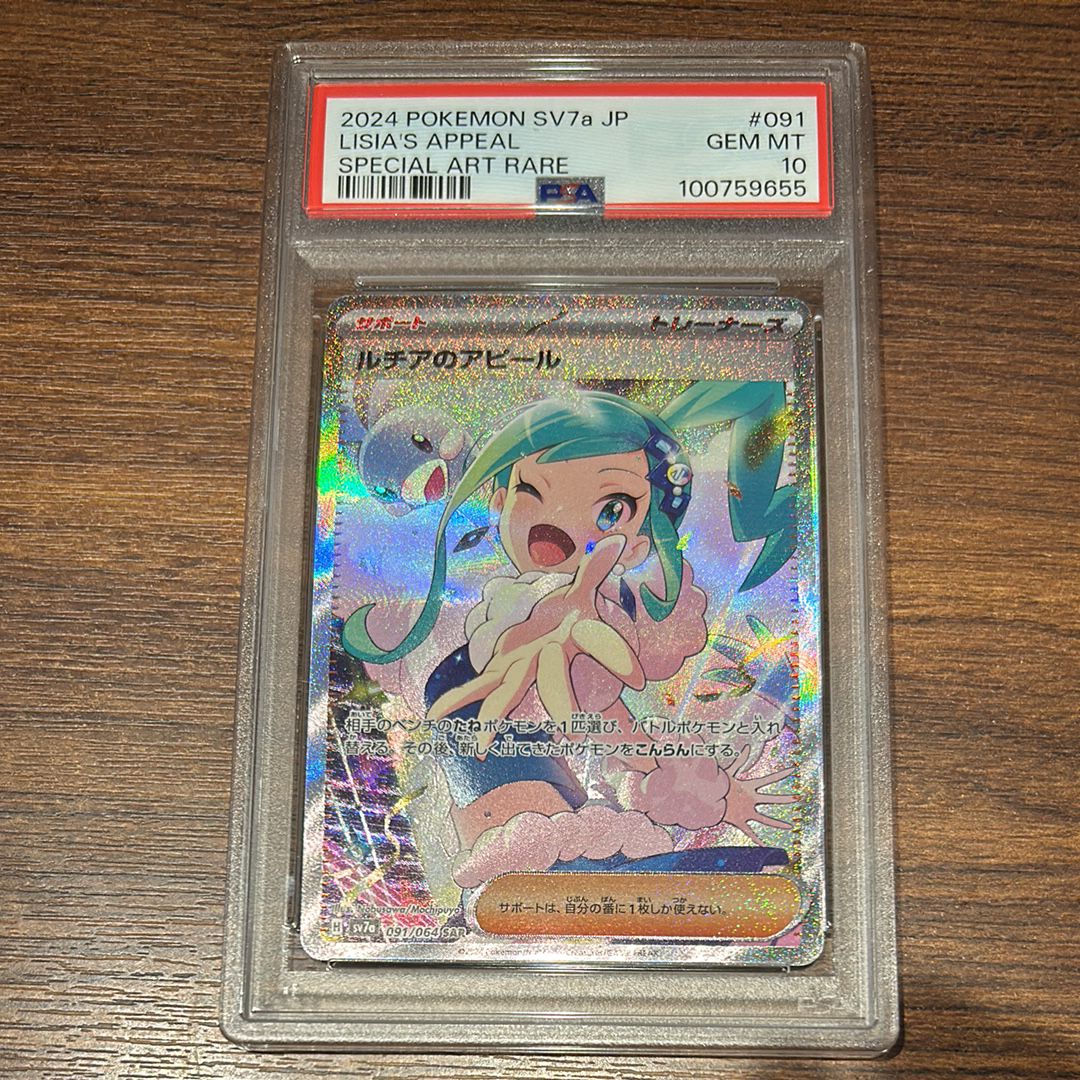 2024 POKEMON SV7a JP #091
LISIA'S APPEAL GEM MT
SPECIAL ART RARE 10
PSA 100759655
サポート トレーナーズ
ルチアのアピール
相手のベンチのたねポケモンを1匹選び、バトルポケモンと入れ
替える。その後、新しく出てきたポケモンをこんらんにする。
サポートは、自分の番に1枚しか使えない。
Nobusawa/Mochipuyo
H sv7a 091/064 SAR